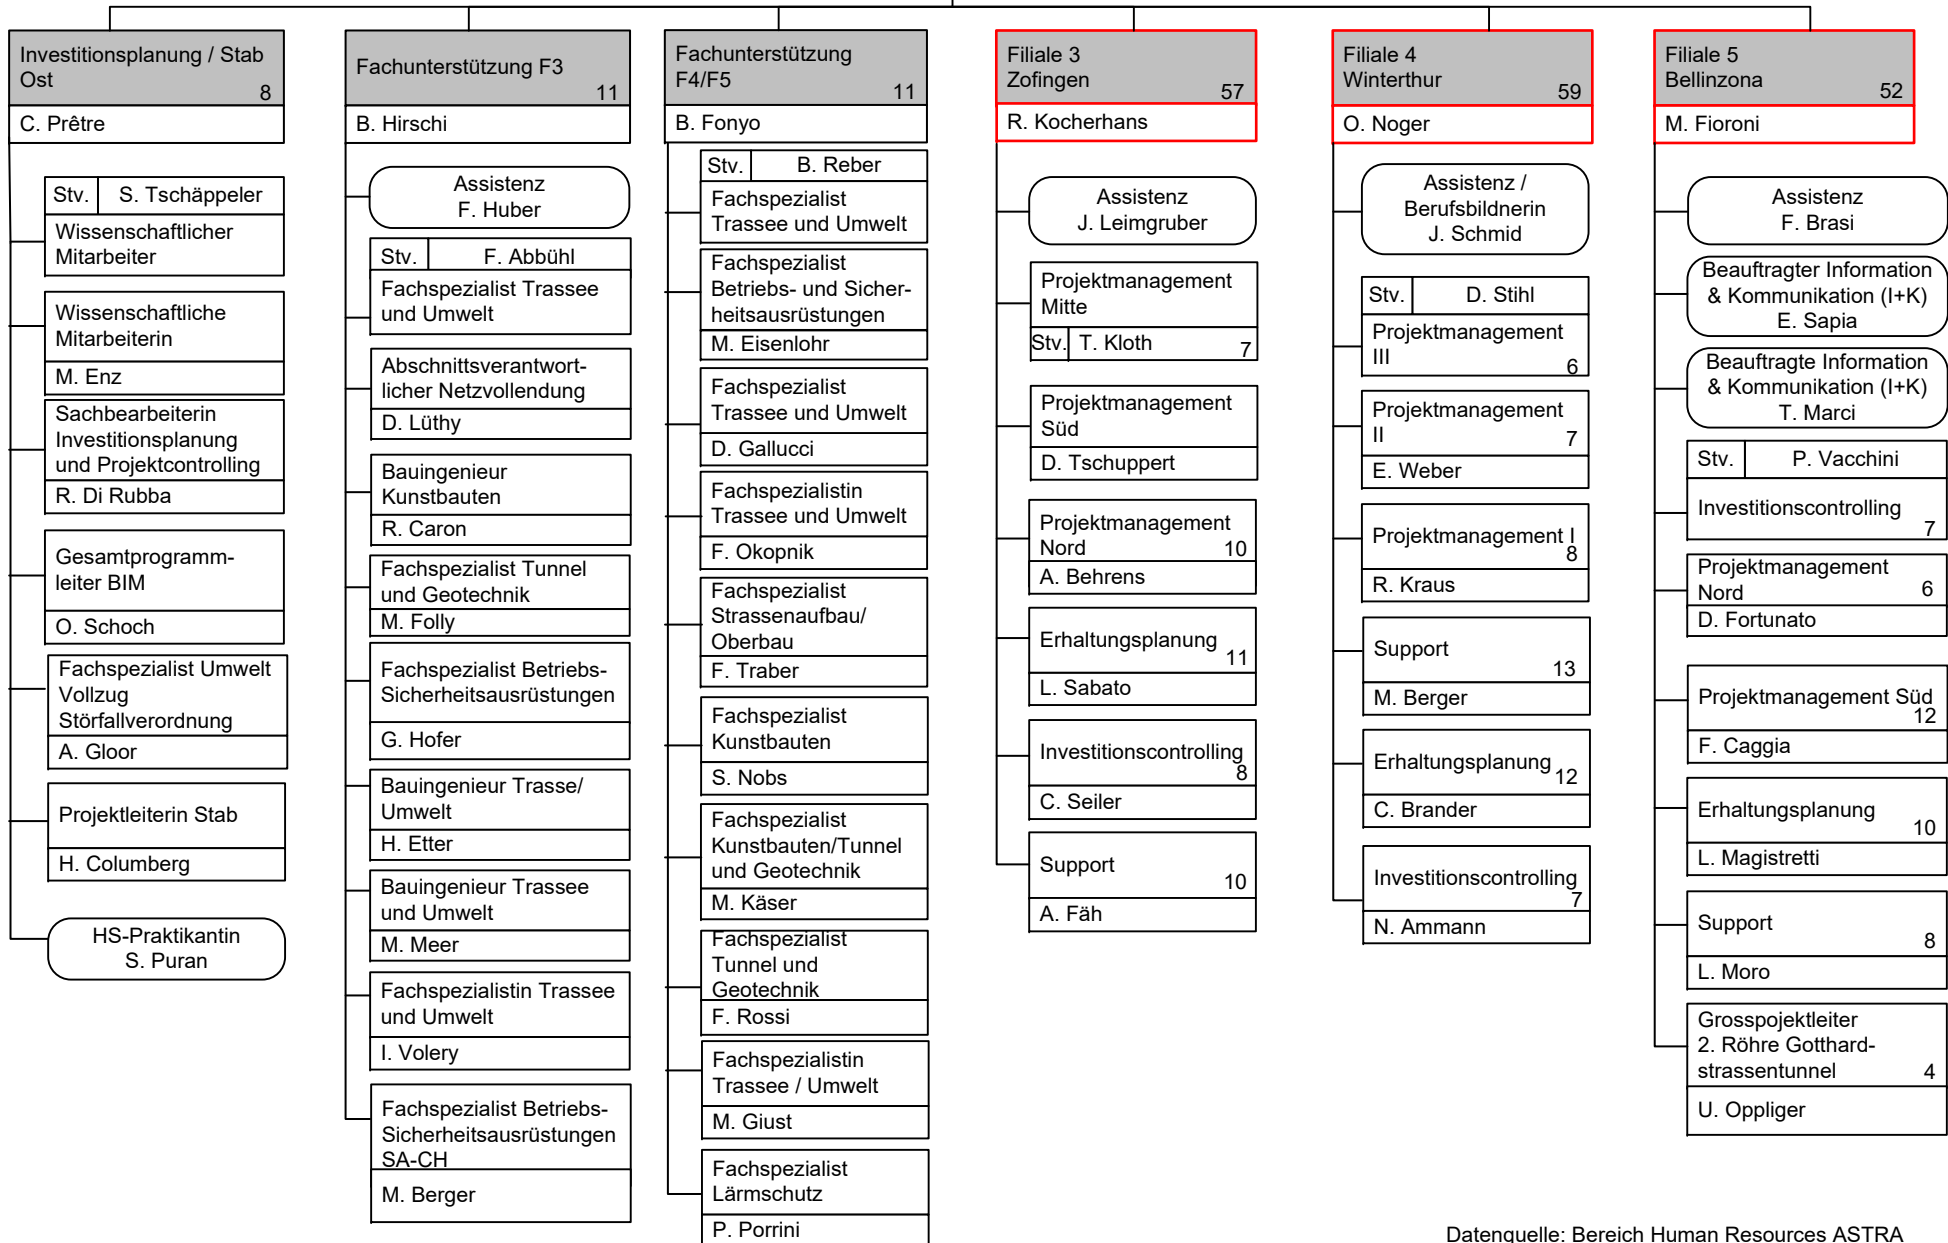 Investitionsplanung / Stab
Ost
8
C. Prêtre
Stv.
S. Tschäppeler
Wissenschaftlicher
Mitarbeiter
Wissenschaftliche
Mitarbeiterin
M. Enz
Sachbearbeiterin
Investitionsplanung
und Projektcontrolling
R. Di Rubba
Gesamtprogramm-
leiter BIM
O. Schoch
Fachspezialist Umwelt
Vollzug
Störfallverordnung
A. Gloor
Projektleiterin Stab
H. Columberg
HS-Praktikantin
S. Puran
Fachunterstützung F3
11
B. Hirschi
Assistenz
F. Huber
Stv.
F. Abbühl
Fachspezialist Trassee
und Umwelt
Abschnittsverantwort-
licher Netzvollendung
D. Lüthy
Bauingenieur
Kunstbauten
R. Caron
Fachspezialist Tunnel
und Geotechnik
M. Folly
Fachspezialist Betriebs-
Sicherheitsausrüstungen
G. Hofer
Bauingenieur Trasse/
Umwelt
H. Etter
Bauingenieur Trassee
und Umwelt
M. Meer
Fachspezialistin Trassee
und Umwelt
I. Volery
Fachspezialist Betriebs-
Sicherheitsausrüstungen
SA-CH
M. Berger
Fachunterstützung
F4/F5
11
B. Fonyo
Stv.
B. Reber
Fachspezialist
Trassee und Umwelt
Fachspezialist
Betriebs- und Sicher-
heitsausrüstungen
M. Eisenlohr
Fachspezialist
Trassee und Umwelt
D. Gallucci
Fachspezialistin
Trassee und Umwelt
F. Okopnik
Fachspezialist
Strassenaufbau/
Oberbau
F. Traber
Fachspezialist
Kunstbauten
S. Nobs
Fachspezialist
Kunstbauten/Tunnel
und Geotechnik
M. Käser
Fachspezialist
Tunnel und
Geotechnik
F. Rossi
Fachspezialistin
Trassee / Umwelt
M. Giust
Fachspezialist
Lärmschutz
P. Porrini
Filiale 3
Zofingen
57
R. Kocherhans
Assistenz
J. Leimgruber
Projektmanagement
Mitte
Stv.
T. Kloth
7
Projektmanagement
Süd
D. Tschuppert
Projektmanagement
Nord
10
A. Behrens
Erhaltungsplanung
11
L. Sabato
Investitionscontrolling
8
C. Seiler
Support
10
A. Fäh
Filiale 4
Winterthur
59
O. Noger
Assistenz /
Berufsbildnerin
J. Schmid
Stv.
D. Stihl
Projektmanagement
III
6
Projektmanagement
II
7
E. Weber
Projektmanagement I
8
R. Kraus
Support
13
M. Berger
Erhaltungsplanung
12
C. Brander
Investitionscontrolling
7
N. Ammann
Filiale 5
Bellinzona
52
M. Fioroni
Assistenz
F. Brasi
Beauftragter Information
& Kommunikation (I+K)
E. Sapia
Beauftragte Information
& Kommunikation (I+K)
T. Marci
Stv.
P. Vacchini
Investitionscontrolling
7
Projektmanagement
Nord
6
D. Fortunato
Projektmanagement Süd
12
F. Caggia
Erhaltungsplanung
10
L. Magistretti
Support
8
L. Moro
Grosspojektleiter
2. Röhre Gotthard-
strassentunnel
4
U. Oppliger
Datenquelle: Bereich Human Resources ASTRA